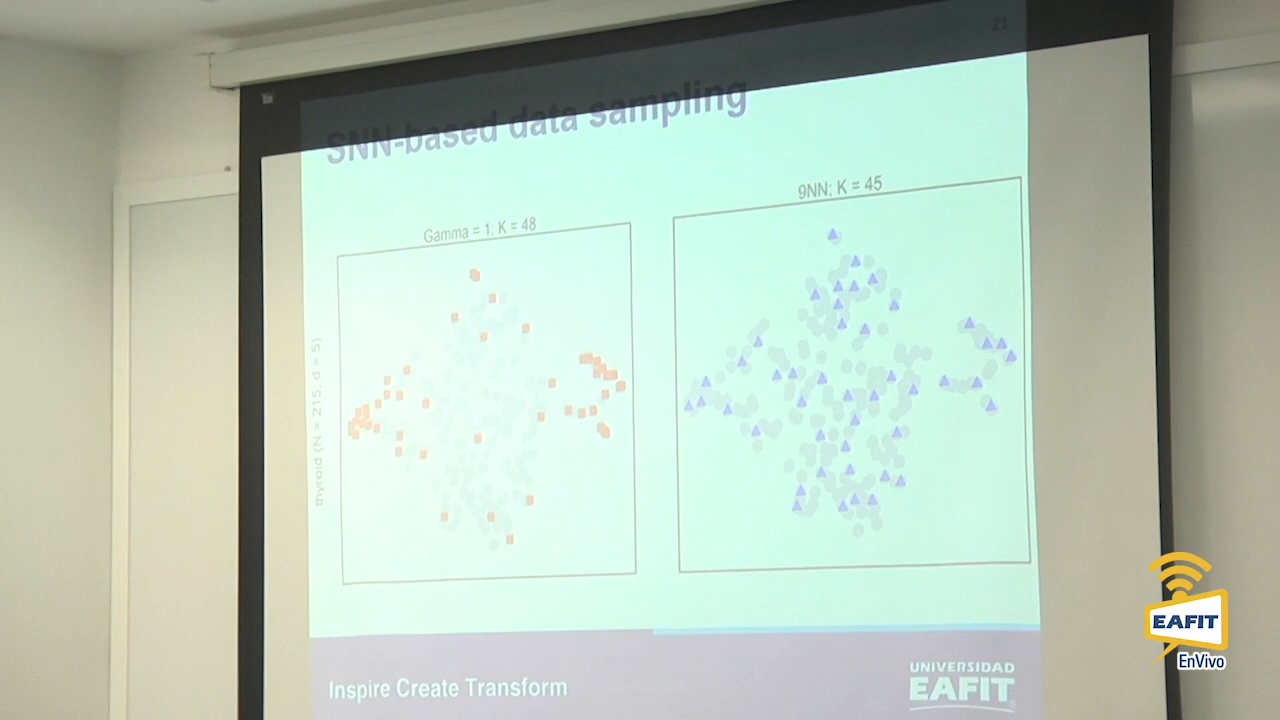 SNN-based data sampling
Gamma = 1; K = 48
9NN; K = 45
thyroid (N = 215; d = 5)
Inspire Create Transform
UNIVERSIDAD
EAFIT
EAFIT
EnVivo